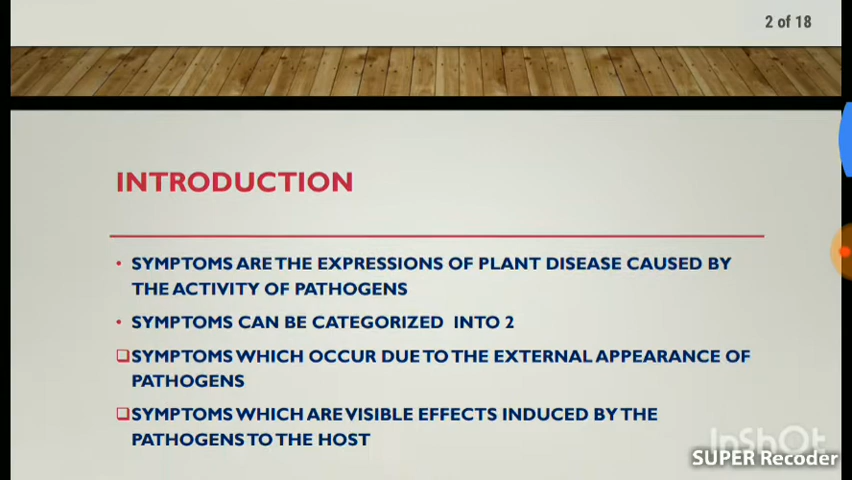 2 of 18
INTRODUCTION
• SYMPTOMS ARE THE EXPRESSIONS OF PLANT DISEASE CAUSED BY
THE ACTIVITY OF PATHOGENS
• SYMPTOMS CAN BE CATEGORIZED INTO 2
❑SYMPTOMS WHICH OCCUR DUE TO THE EXTERNAL APPEARANCE OF
PATHOGENS
❑SYMPTOMS WHICH ARE VISIBLE EFFECTS INDUCED BY THE
PATHOGENS TO THE HOST
InShOt
SUPER Recoder